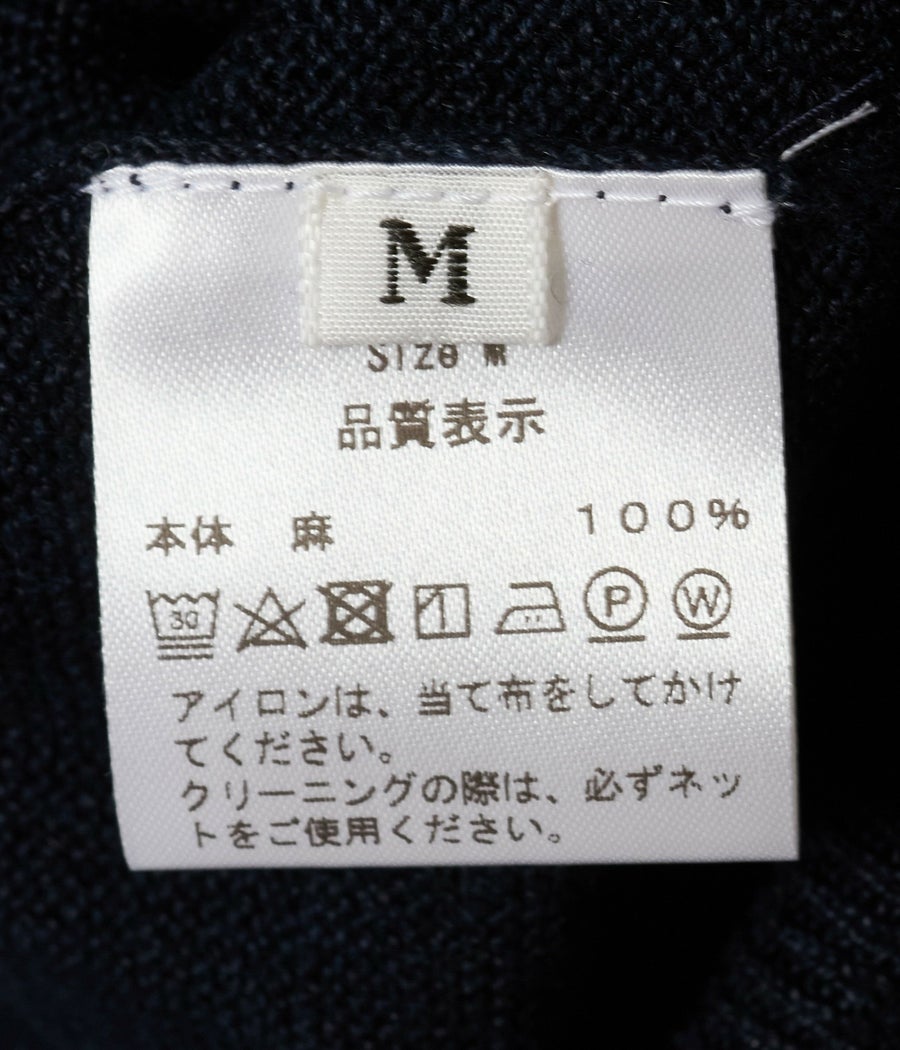 M
Size M
品質表示
本体 麻 100%
30 P W
アイロンは、当て布をしてかけ
てください。
クリーニングの際は、必ずネッ
トをご使用ください。